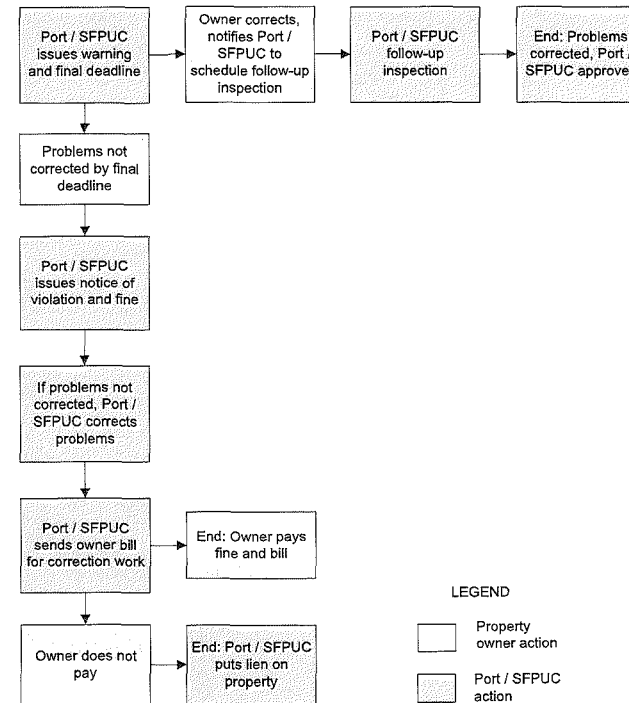 Port / SFPUC
issues warning
and final deadline
Owner corrects,
notifies Port /
SFPUC to
schedule follow-up
inspection
Port / SFPUC
follow-up
inspection
End: Problems
corrected, Port /
SFPUC approve
Problems not
corrected by final
deadline
Port / SFPUC
issues notice of
violation and fine
If problems not
corrected, Port /
SFPUC corrects
problems
Port / SFPUC
sends owner bill
for correction work
End: Owner pays
fine and bill
Owner does not
pay
End: Port / SFPUC
puts lien on
property
LEGEND
Property
owner action
Port / SFPUC
action